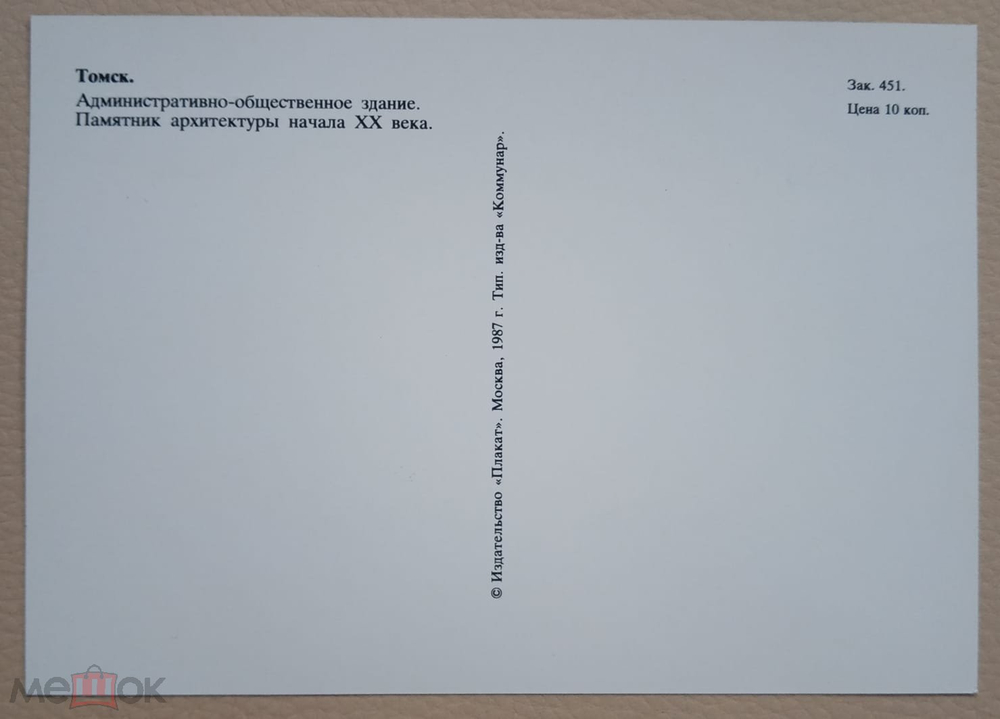 Томск.
Административно-общественное здание.
Памятник архитектуры начала XX века.
Зак. 451.
Цена 10 коп.
© Издательство «Плакат». Москва, 1987 г. Тип. изд-ва «Коммунар».
мешок